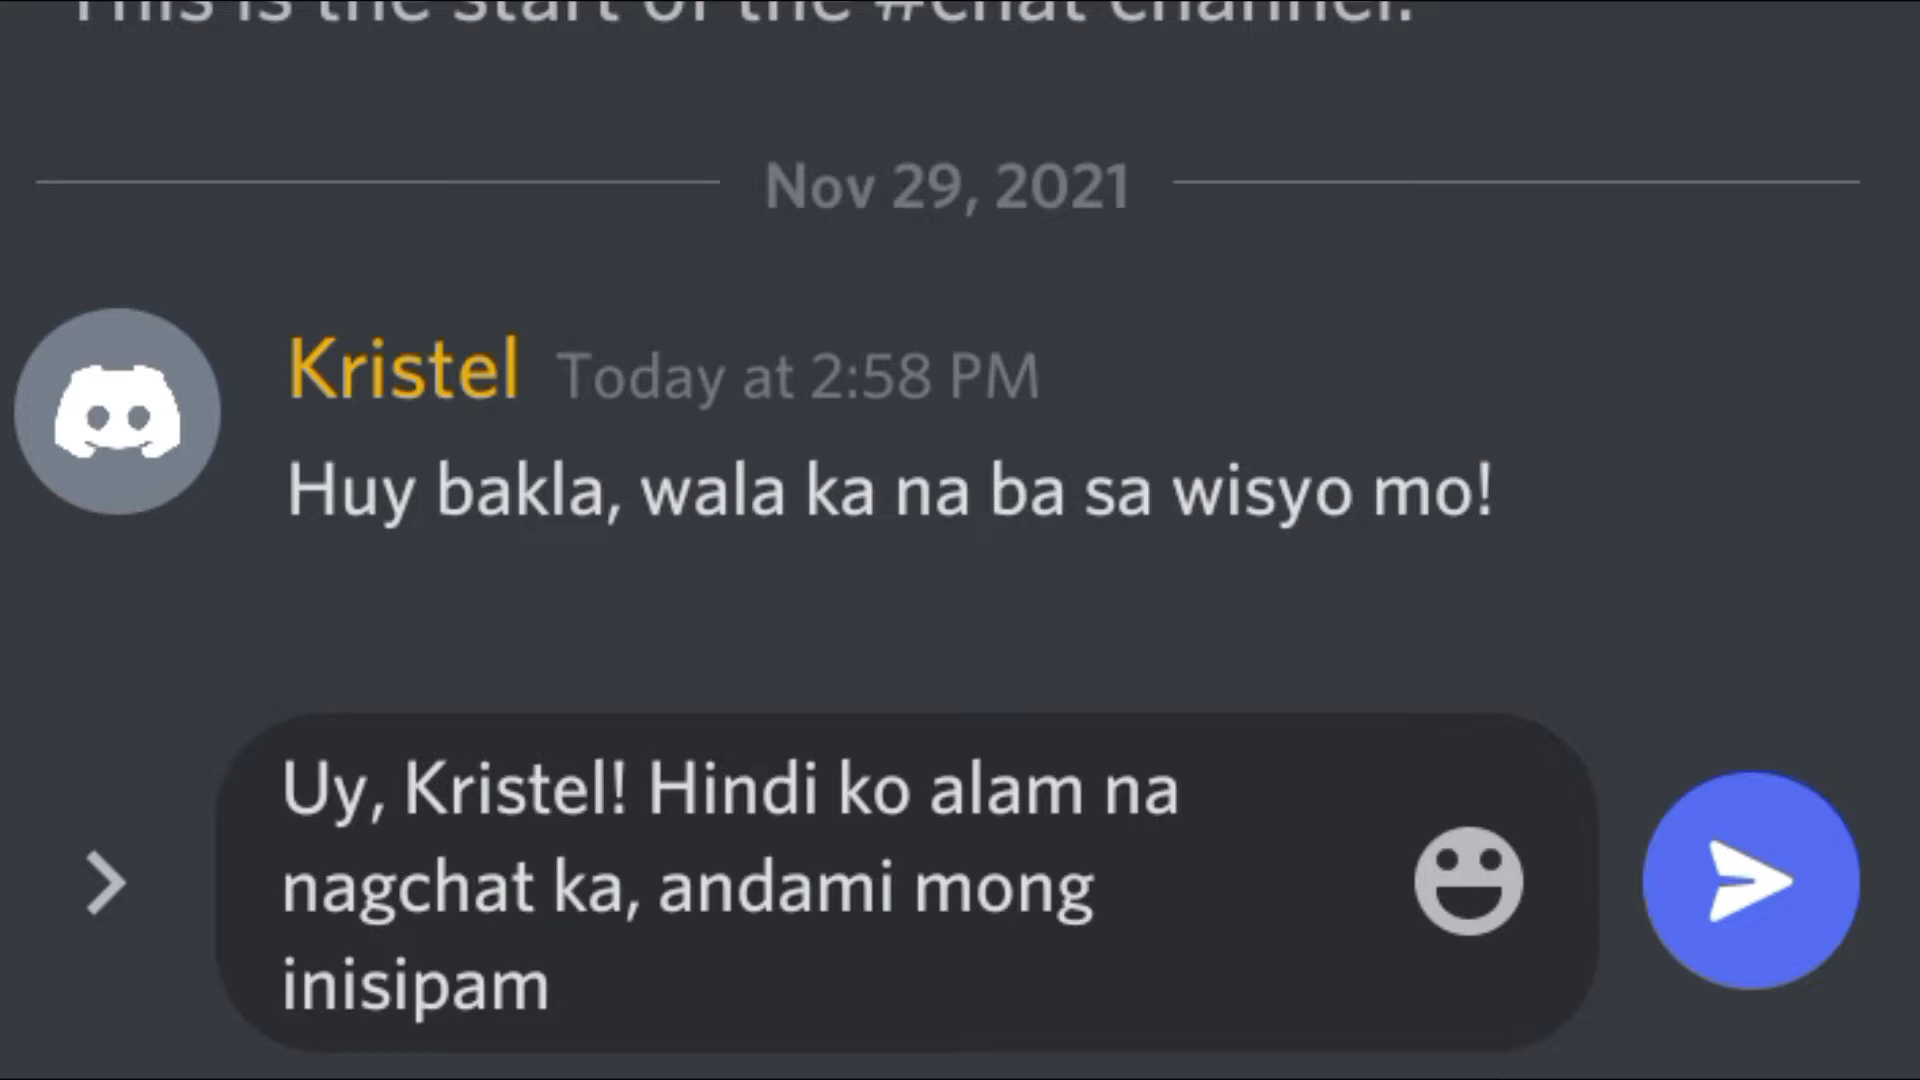 This is the start of the #chat channel.
Nov 29, 2021
Kristel Today at 2:58 PM
Huy bakla, wala ka na ba sa wisyo mo!
Uy, Kristel! Hindi ko alam na
nagchat ka, andami mong
inisipam